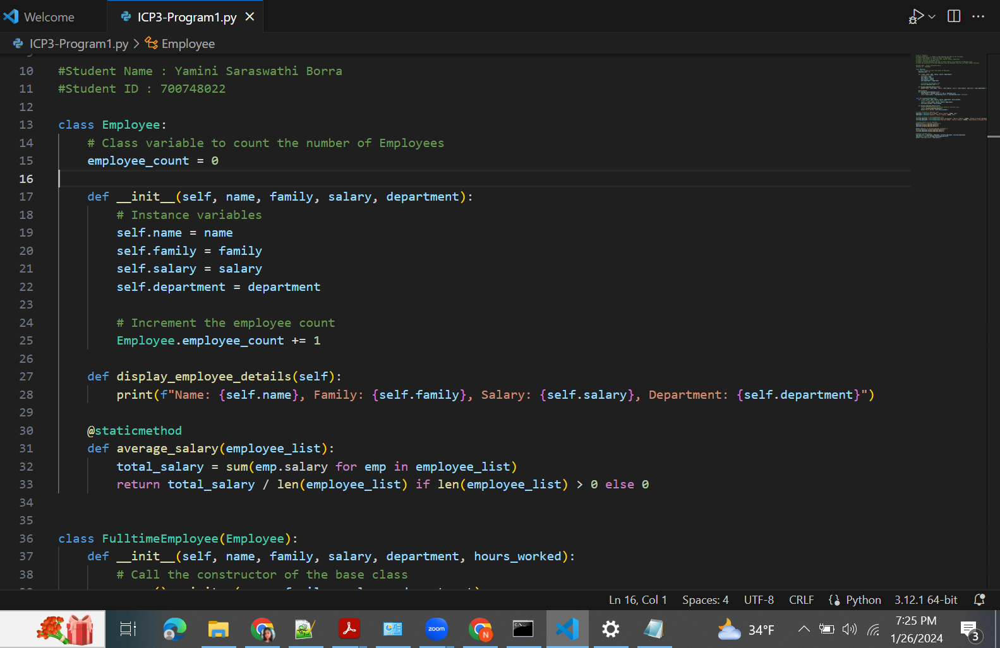 Welcome
ICP3-Program1.py
ICP3-Program1.py > Employee
10 #Student Name : Yamini Saraswathi Borra
11 #Student ID : 700748022
12
13 class Employee:
14     # Class variable to count the number of Employees
15     employee_count = 0
16
17     def __init__(self, name, family, salary, department):
18         # Instance variables
19         self.name = name
20         self.family = family
21         self.salary = salary
22         self.department = department
23
24         # Increment the employee count
25         Employee.employee_count += 1
26
27     def display_employee_details(self):
28         print(f"Name: {self.name}, Family: {self.family}, Salary: {self.salary}, Department: {self.department}")
29
30     @staticmethod
31     def average_salary(employee_list):
32         total_salary = sum(emp.salary for emp in employee_list)
33         return total_salary / len(employee_list) if len(employee_list) > 0 else 0
34
35
36 class FulltimeEmployee(Employee):
37     def __init__(self, name, family, salary, department, hours_worked):
38         # Call the constructor of the base class
Ln 16, Col 1 Spaces: 4 UTF-8 CRLF {} Python 3.12.1 64-bit
zoom
N
34°F
7:25 PM
1/26/2024
3